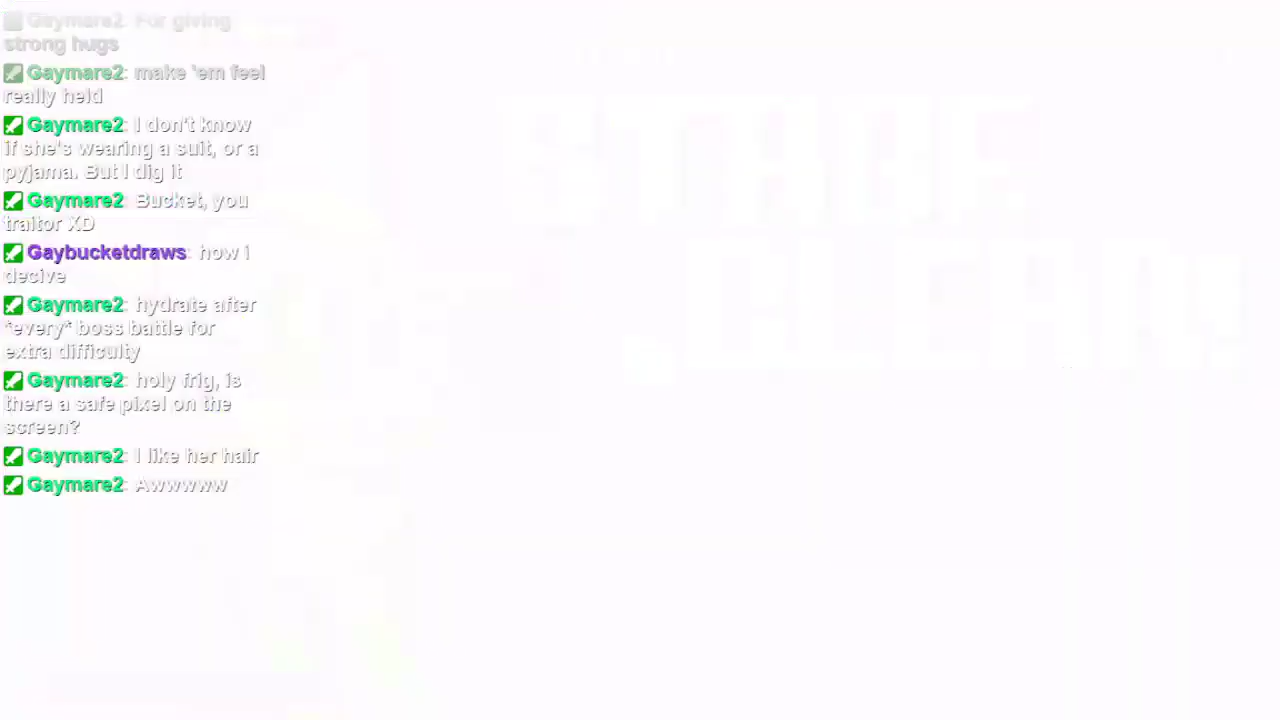 Gaymare2: For giving
strong hugs
Gaymare2: make 'em feel
really held
Gaymare2: I don't know
if she's wearing a suit, or a
pyjama. But I dig it
Gaymare2: Bucket, you
traitor XD
Gaybucketdraws: how i
decive
Gaymare2: hydrate after
*every* boss battle for
extra difficulty
Gaymare2: holy frig, is
there a safe pixel on the
screen?
Gaymare2: I like her hair
Gaymare2: Awwwww
STAGE
CLEAR!